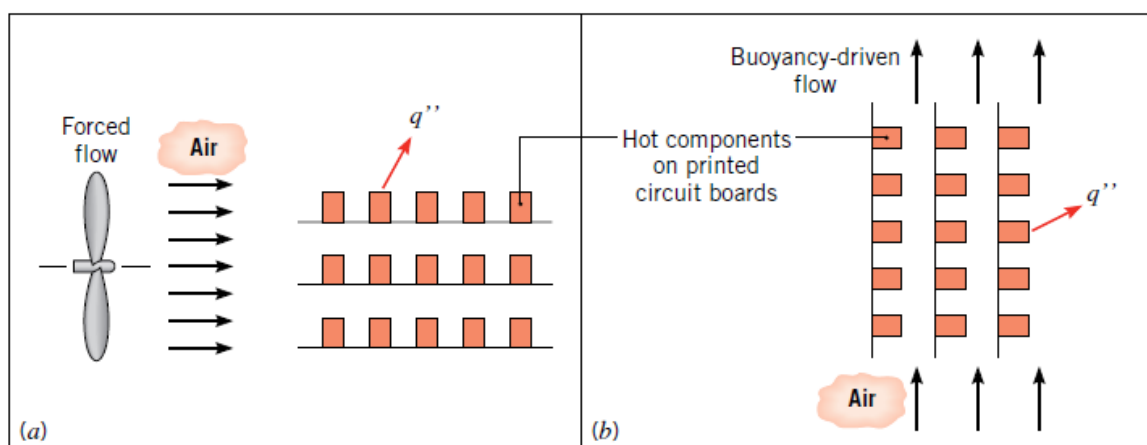 Forced
flow
Air
q’’
Hot components
on printed
circuit boards
(a)
Buoyancy-driven
flow
q’’
Air
(b)